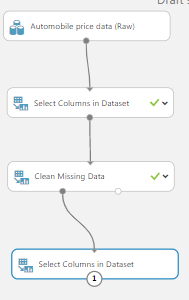 Automobile price data (Raw)
Select Columns in Dataset
Clean Missing Data
Select Columns in Dataset
1